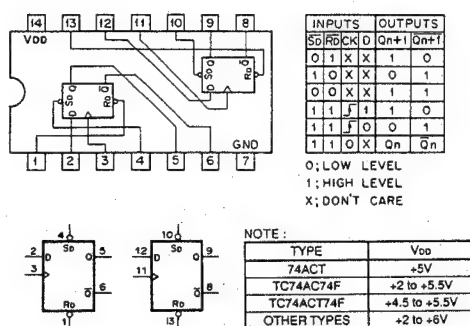 14 13 12 11 10 9 8
VDD
Q Q̄
SD RD
D
Q Q̄
SD RD
D
GND
1 2 3 4 5 6 7
INPUTS OUTPUTS
S̄D R̄D CK D Qn+1 Q̄n+1
0 1 X X 1 0
1 0 X X 0 1
0 0 X X 1 1
1 1 ↑ 1 1 0
1 1 ↑ 0 0 1
1 1 0 X Qn Q̄n
0; LOW LEVEL
1; HIGH LEVEL
X; DON'T CARE
4 10
2 D SD Q 5 12 D SD Q 9
3 Q̄ 6 11 Q̄ 8
RD RD
1 13
NOTE:
TYPE VDD
74ACT +5V
TC74AC74F +2 to +5.5V
TC74ACT74F +4.5 to +5.5V
OTHER TYPES +2 to +6V